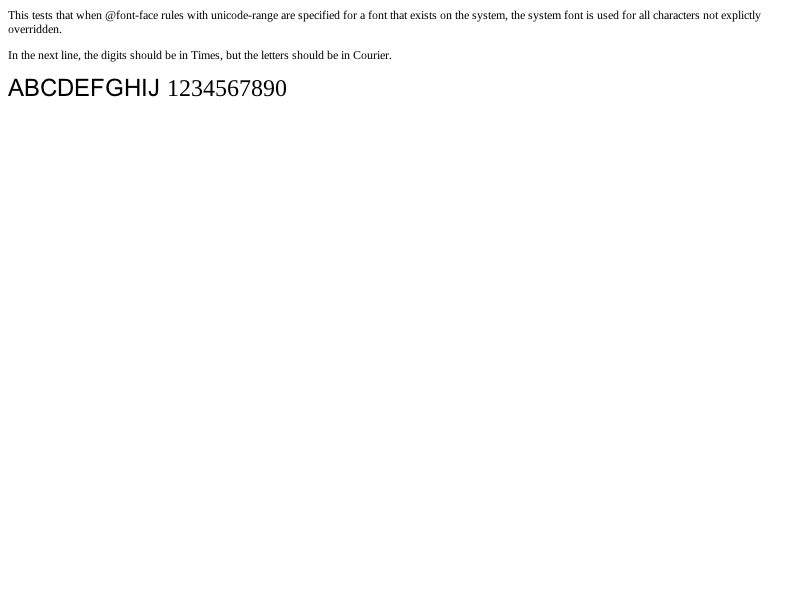 This tests that when @font-face rules with unicode-range are specified for a font that exists on the system, the system font is used for all characters not explictly
overridden.
In the next line, the digits should be in Times, but the letters should be in Courier.
ABCDEFGHIJ 1234567890